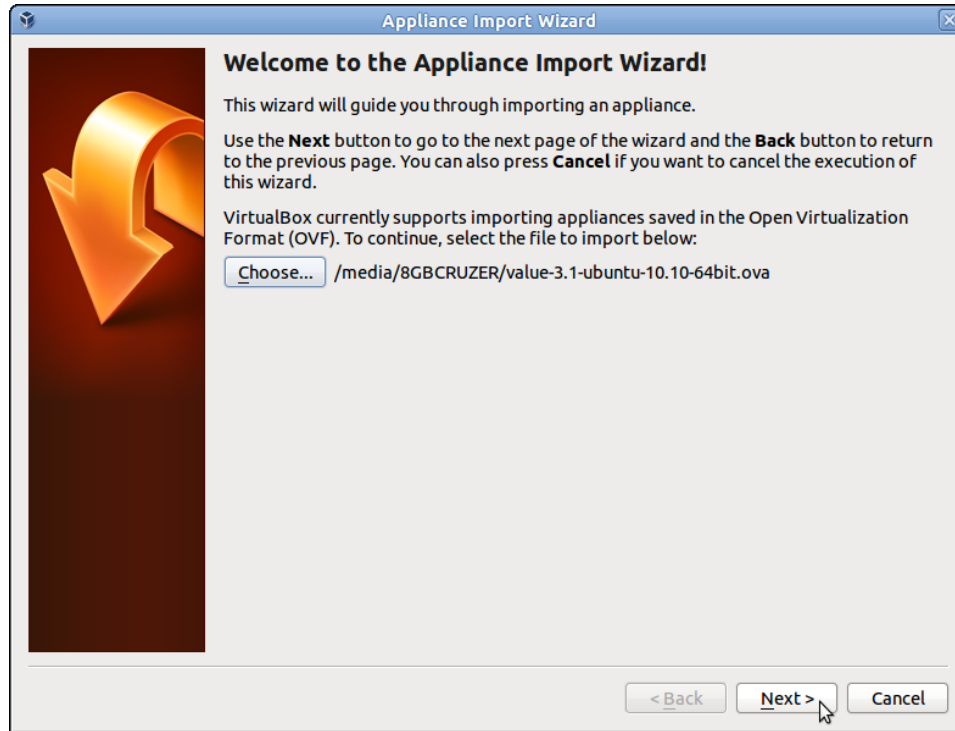 Appliance Import Wizard
Welcome to the Appliance Import Wizard!
This wizard will guide you through importing an appliance.
Use the Next button to go to the next page of the wizard and the Back button to return
to the previous page. You can also press Cancel if you want to cancel the execution of
this wizard.
VirtualBox currently supports importing appliances saved in the Open Virtualization
Format (OVF). To continue, select the file to import below:
Choose... /media/8GBCRUZER/value-3.1-ubuntu-10.10-64bit.ova
< Back Next > Cancel